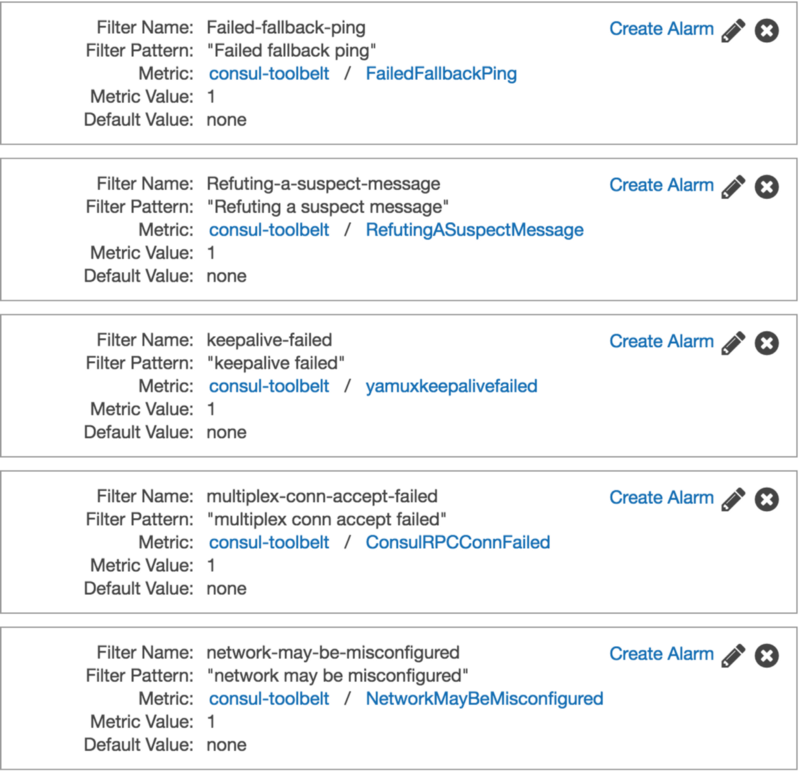 Filter Name: Failed-fallback-ping Create Alarm
Filter Pattern: "Failed fallback ping"
Metric: consul-toolbelt / FailedFallbackPing
Metric Value: 1
Default Value: none
Filter Name: Refuting-a-suspect-message Create Alarm
Filter Pattern: "Refuting a suspect message"
Metric: consul-toolbelt / RefutingASuspectMessage
Metric Value: 1
Default Value: none
Filter Name: keepalive-failed Create Alarm
Filter Pattern: "keepalive failed"
Metric: consul-toolbelt / yamuxkeepalivefailed
Metric Value: 1
Default Value: none
Filter Name: multiplex-conn-accept-failed Create Alarm
Filter Pattern: "multiplex conn accept failed"
Metric: consul-toolbelt / ConsulRPCConnFailed
Metric Value: 1
Default Value: none
Filter Name: network-may-be-misconfigured Create Alarm
Filter Pattern: "network may be misconfigured"
Metric: consul-toolbelt / NetworkMayBeMisconfigured
Metric Value: 1
Default Value: none